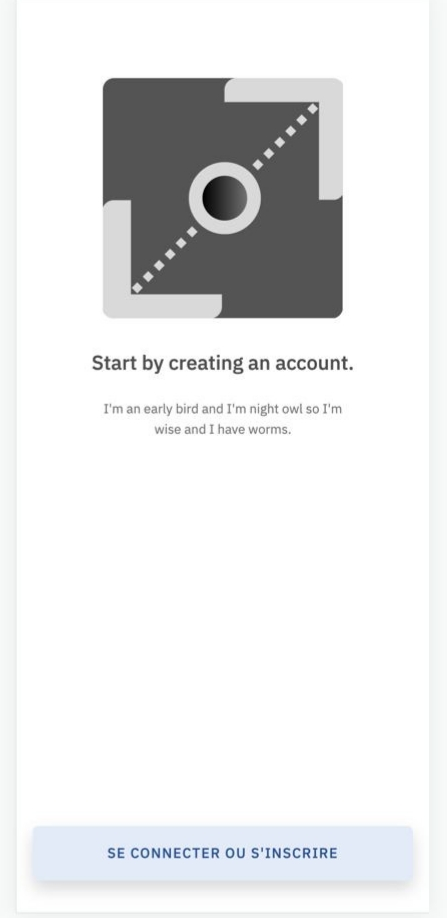 Start by creating an account.
I'm an early bird and I'm night owl so I'm
wise and I have worms.
SE CONNECTER OU S'INSCRIRE